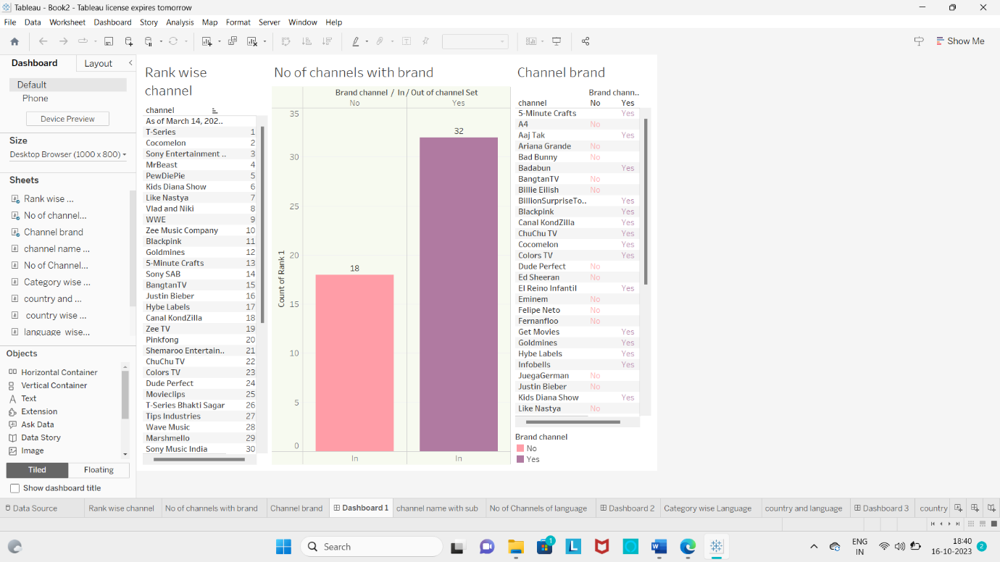 Tableau - Book2 - Tableau license expires tomorrow
File Data Worksheet Dashboard Story Analysis Map Format Server Window Help
Show Me
Dashboard Layout
Default
Phone
Device Preview
Size
Desktop Browser (1000 x 800)
Sheets
Rank wise ...
No of channel...
Channel brand
channel name ...
No of Channel...
Category wise ...
country and ...
country wise ...
language wise...
Objects
Horizontal Container
Vertical Container
Text
Extension
Ask Data
Data Story
Image
Tiled Floating
Show dashboard title
Rank wise
channel
channel
As of March 14, 202..
T-Series 1
Cocomelon 2
Sony Entertainment .. 3
MrBeast 4
PewDiePie 5
Kids Diana Show 6
Like Nastya 7
Vlad and Niki 8
WWE 9
Zee Music Company 10
Blackpink 11
Goldmines 12
5-Minute Crafts 13
Sony SAB 14
BangtanTV 15
Justin Bieber 16
Hybe Labels 17
Canal KondZilla 18
Zee TV 19
Pinkfong 20
Shemaroo Entertain.. 21
ChuChu TV 22
Colors TV 23
Dude Perfect 24
Movieclips 25
T-Series Bhakti Sagar 26
Tips Industries 27
Wave Music 28
Marshmello 29
Sony Music India 30
No of channels with brand
Brand channel / In / Out of channel Set
No Yes
Count of Rank 1
35
30
25
20
15
10
5
0
18
32
In In
Channel brand
Brand chann..
channel No Yes
5-Minute Crafts Yes
A4 No
Aaj Tak Yes
Ariana Grande No
Bad Bunny No
Badabun Yes
BangtanTV No
Billie Eilish No
BillionSurpriseTo.. Yes
Blackpink Yes
Canal KondZilla Yes
ChuChu TV Yes
Cocomelon Yes
Colors TV Yes
Dude Perfect No
Ed Sheeran No
El Reino Infantil Yes
Eminem No
Felipe Neto No
Fernanfloo No
Get Movies Yes
Goldmines Yes
Hybe Labels Yes
Infobells Yes
JuegaGerman No
Justin Bieber No
Kids Diana Show Yes
Like Nastya No
Brand channel
No
Yes
Data Source Rank wise channel No of channels with brand Channel brand Dashboard 1 channel name with sub No of Channels of language Dashboard 2 Category wise Language country and language Dashboard 3 country
Search
1
ENG
IN
18:40
16-10-2023
2